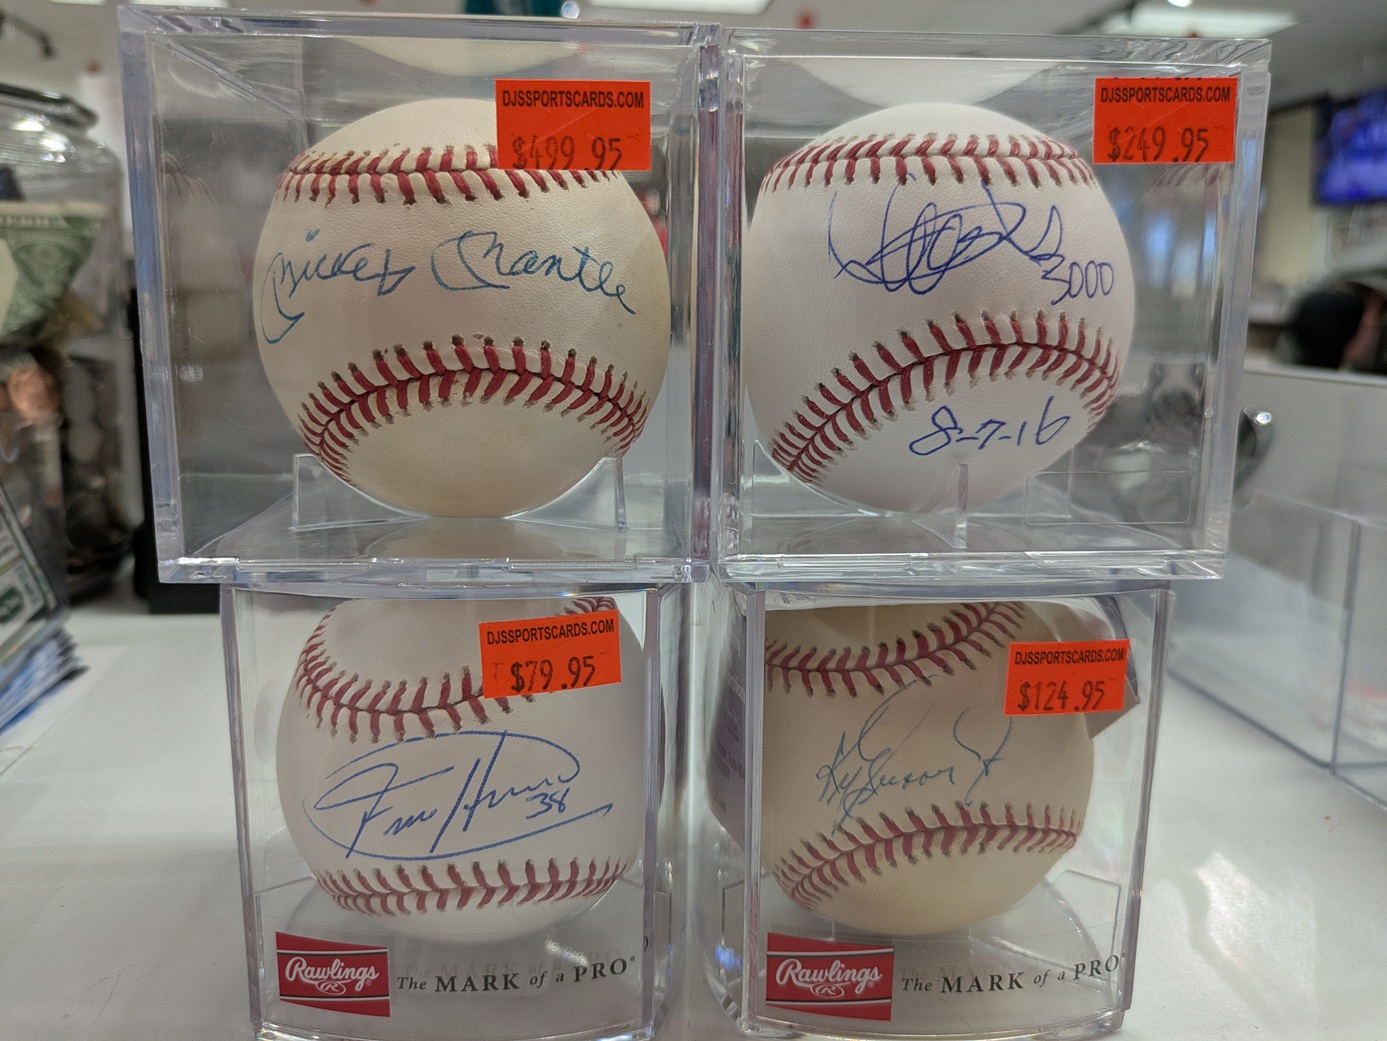 DJSSPORTSCARDS.COM
$499.95
Mickey Mantle
DJSSPORTSCARDS.COM
$249.95
3000
8-7-16
DJSSPORTSCARDS.COM
$79.95
38
Rawlings
The MARK of a PRO®
DJSSPORTSCARDS.COM
$124.95
Rawlings
The MARK of a PRO®